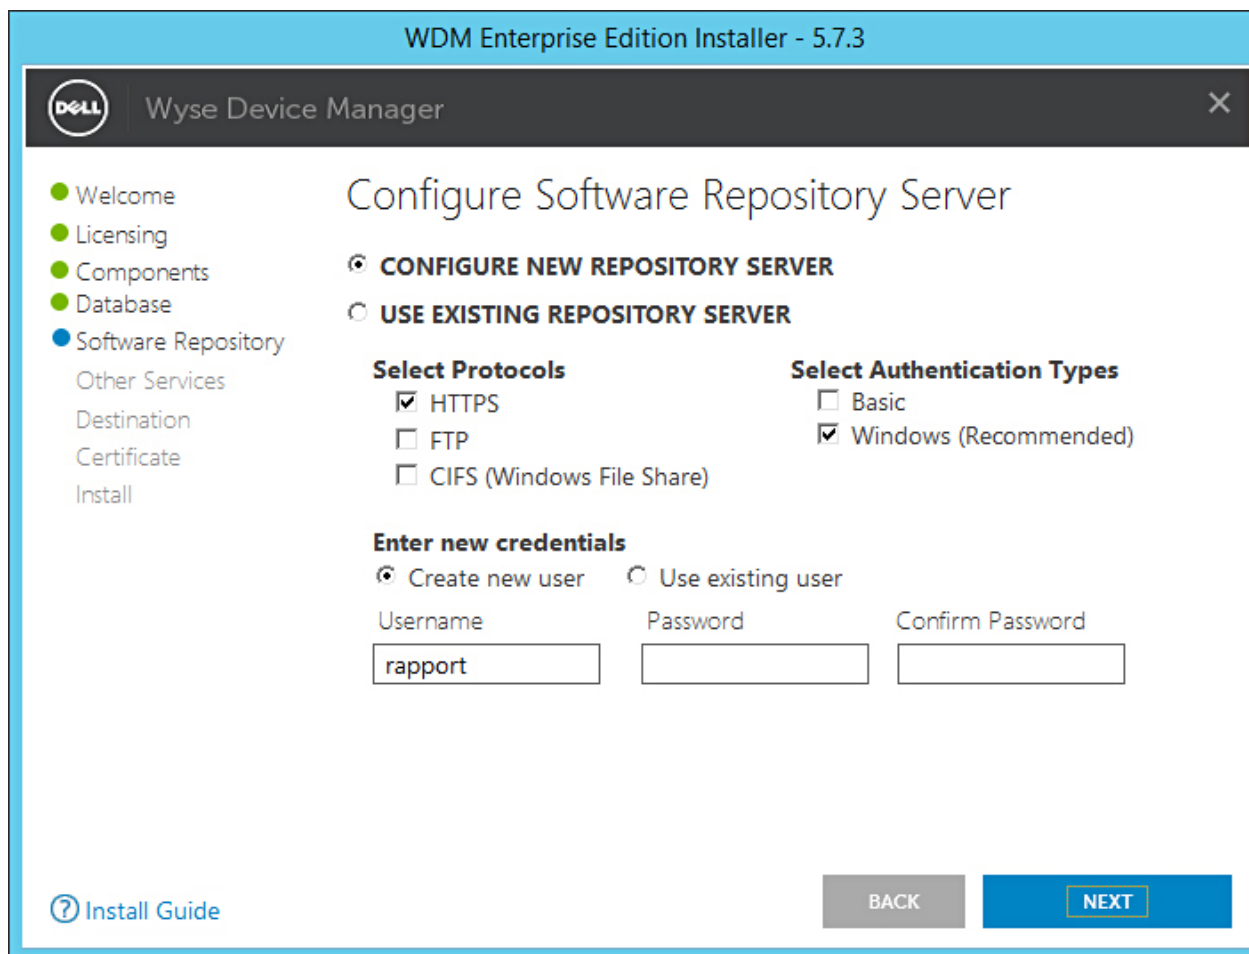 WDM Enterprise Edition Installer - 5.7.3
DELL
Wyse Device Manager
Welcome
Licensing
Components
Database
Software Repository
Other Services
Destination
Certificate
Install
Configure Software Repository Server
CONFIGURE NEW REPOSITORY SERVER
USE EXISTING REPOSITORY SERVER
Select Protocols
HTTPS
FTP
CIFS (Windows File Share)
Select Authentication Types
Basic
Windows (Recommended)
Enter new credentials
Create new user Use existing user
Username Password Confirm Password
rapport
? Install Guide
BACK NEXT